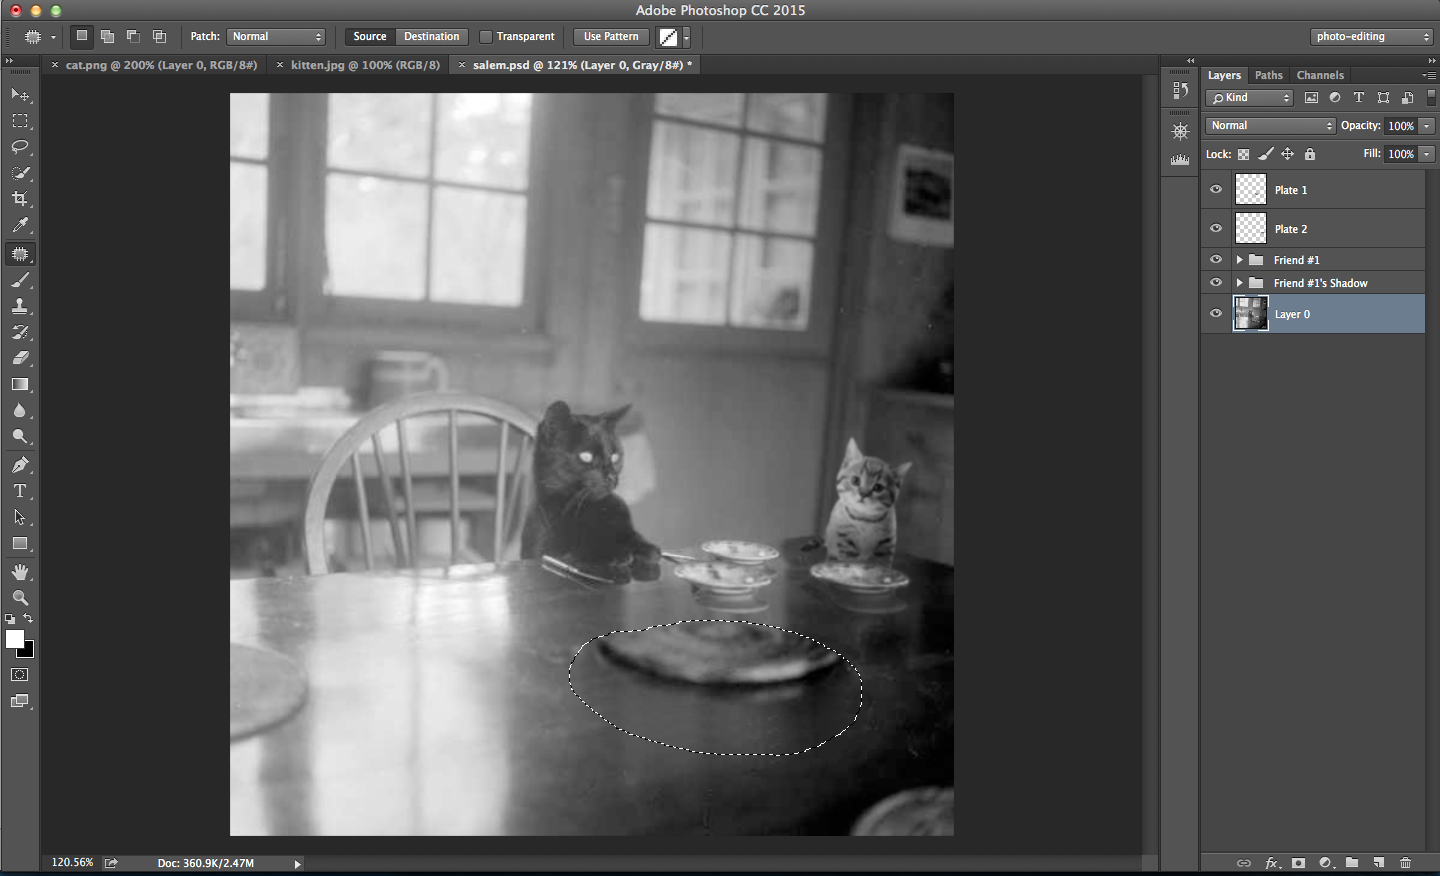 Adobe Photoshop CC 2015
Patch: Normal Source Destination Transparent Use Pattern photo-editing
cat.png @ 200% (Layer 0, RGB/8#) kitten.jpg @ 100% (RGB/8) salem.psd @ 121% (Layer 0, Gray/8#) *
Layers Paths Channels
Kind
Normal Opacity: 100%
Lock: Fill: 100%
Plate 1
Plate 2
Friend #1
Friend #1's Shadow
Layer 0
120.56% Doc: 360.9K/2.47M